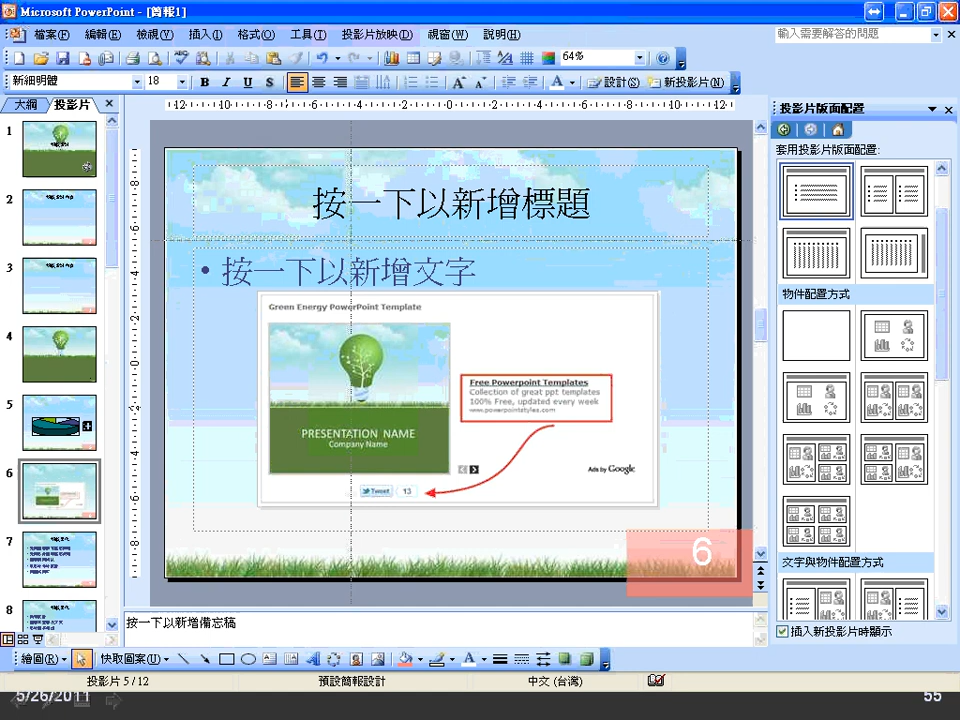 Microsoft PowerPoint - [簡報1]
檔案(F) 編輯(E) 檢視(V) 插入(I) 格式(O) 工具(T) 投影片放映(D) 視窗(W) 說明(H)
輸入需要解答的問題
64%
新細明體 18 B I U S 設計(S) 新投影片(N)
大綱 投影片
投影片版面配置
套用投影片版面配置:
1
2
3
4
5
6
7
8
按一下以新增標題
• 按一下以新增文字
Green Energy PowerPoint Template
PRESENTATION NAME
Company Name
Free Powerpoint Templates
Collection of great ppt templates
100% Free, updated every week
www.powerpointstyles.com
Ads by Google
Tweet 13
6
物件配置方式
文字與物件配置方式
插入新投影片時顯示
按一下以新增備忘稿
繪圖(R) 快取圖案(U)
投影片 5 / 12 預設簡報設計 中文 (台灣)
5/26/2011 55